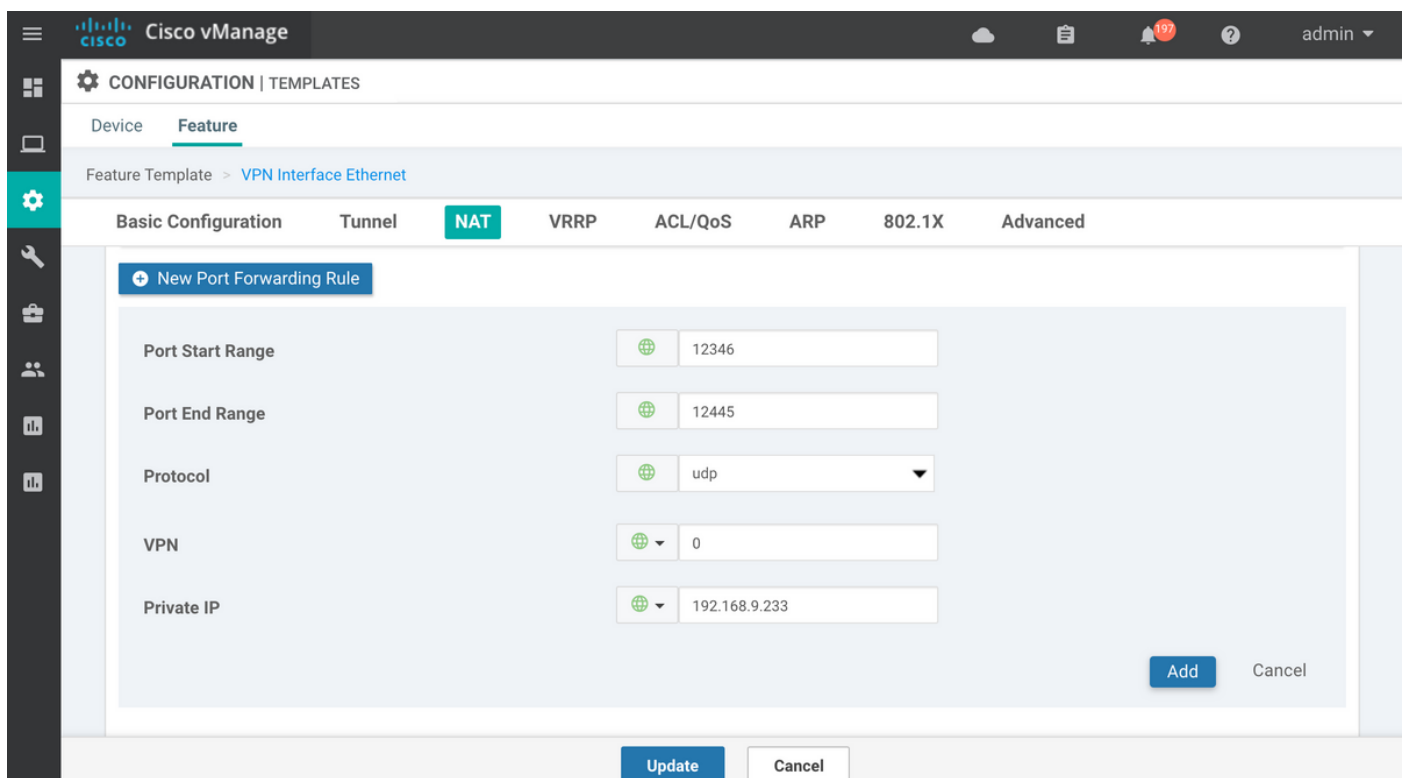 CISCO Cisco vManage 197 admin
CONFIGURATION | TEMPLATES
Device Feature
Feature Template > VPN Interface Ethernet
Basic Configuration Tunnel NAT VRRP ACL/QoS ARP 802.1X Advanced
New Port Forwarding Rule
Port Start Range 12346
Port End Range 12445
Protocol udp
VPN 0
Private IP 192.168.9.233
Add Cancel
Update Cancel